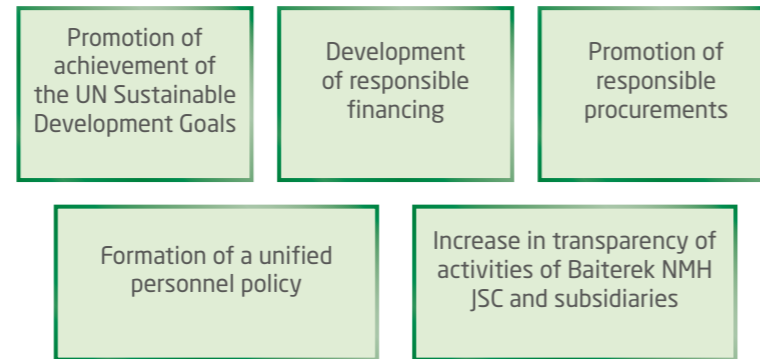 Promotion of
achievement of
the UN Sustainable
Development Goals
Development
of responsible
financing
Promotion of
responsible
procurements
Formation of a unified
personnel policy
Increase in transparency of
activities of Baiterek NMH
JSC and subsidiaries